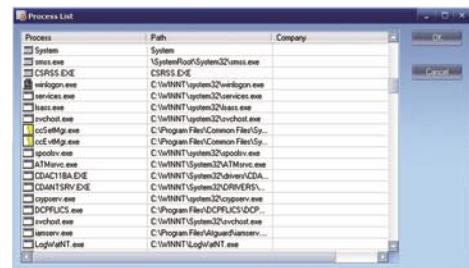 Process List
Process Path Company
System System
smss.exe \SystemRoot\System32\smss.exe
CSRSS.EXE CSRSS.EXE
winlogon.exe C:\WINNT\system32\winlogon.exe
services.exe C:\WINNT\system32\services.exe
lsass.exe C:\WINNT\system32\lsass.exe
svchost.exe C:\WINNT\system32\svchost.exe
ccSetMgr.exe C:\Program Files\Common Files\Sy...
ccEvtMgr.exe C:\Program Files\Common Files\Sy...
spoolsv.exe C:\WINNT\system32\spoolsv.exe
ATMsrvc.exe C:\WINNT\System32\ATMsrvc.exe
CDAC11BA.EXE C:\WINNT\system32\drivers\CDA...
CDANTSRV.EXE C:\WINNT\System32\DRIVERS\...
crypserv.exe C:\WINNT\system32\crypserv.exe
DCPFLICS.exe C:\Program Files\DCPFLICS\DCP...
svchost.exe C:\WINNT\system32\svchost.exe
iamserv.exe C:\Program Files\Atguard\iamserv....
LogWatNT.exe C:\WINNT\LogWatNT.exe
OK
Cancel